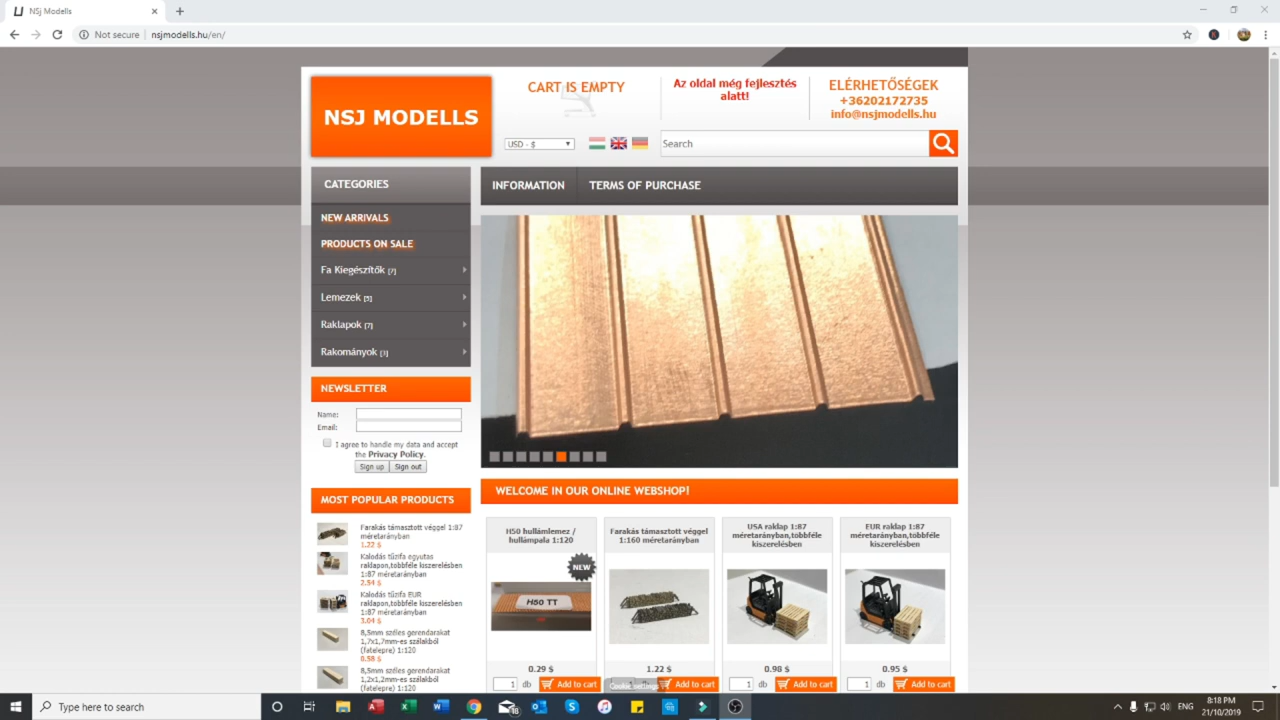 NSj Modells
Not secure
nsjmodells.hu/en/
NSJ MODELLS
CART IS EMPTY
Az oldal még fejlesztés
alatt!
ELÉRHETŐSÉGEK
+36202172735
info@nsjmodells.hu
USD - $
Search
CATEGORIES
INFORMATION
TERMS OF PURCHASE
NEW ARRIVALS
PRODUCTS ON SALE
Fa Kiegészítők [7]
Lemezek [5]
Raklapok [7]
Rakományok [3]
NEWSLETTER
Name:
Email:
I agree to handle my data and accept
the Privacy Policy.
Sign up
Sign out
MOST POPULAR PRODUCTS
Farakás támasztott véggel 1:87
méretarányban
1.22 $
Kalodás tűzifa egyutas
raklapon,többféle kiszerelésben
1:87 méretarányban
2.54 $
Kalodás tűzifa EUR
raklapon,többféle kiszerelésben
1:87 méretarányban
3.04 $
8,5mm széles gerendarakat
1,7x1,7mm-es szálakból
(fatelepre) 1:120
0.58 $
8,5mm széles gerendarakat
1,2x1,2mm-es szálakból
(fatelepre) 1:120
WELCOME IN OUR ONLINE WEBSHOP!
H50 hullámlemez /
hullámpala 1:120
NEW
H50 TT
0.29 $
1 db
Add to cart
Farakás támasztott véggel
1:160 méretarányban
1.22 $
Cookie settings
Add to cart
USA raklap 1:87
méretarányban,többféle
kiszerelésben
0.98 $
1 db
Add to cart
EUR raklap 1:87
méretarányban,többféle
kiszerelésben
0.95 $
1 db
Add to cart
Type here to search
18
ENG
8:18 PM
21/10/2019